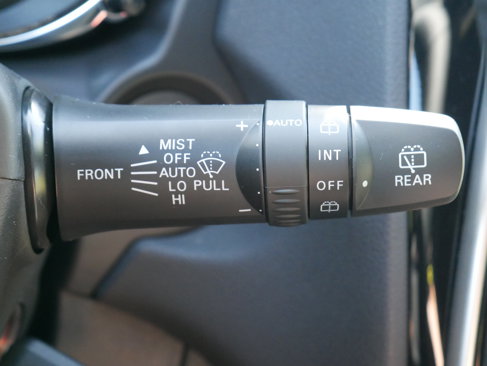 MIST
OFF
FRONT AUTO
LO PULL
HI
+
-
AUTO
INT
OFF
REAR